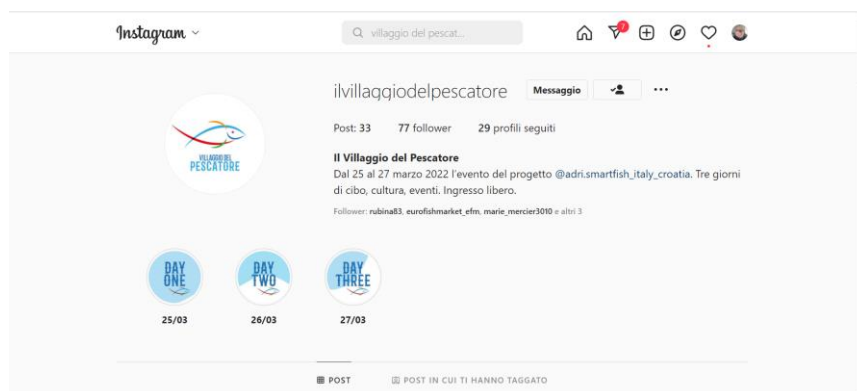 Instagram
villaggio del pescat...
7
ilvillaggiodelpescatore
Messaggio
Post: 33 77 follower 29 profili seguiti
VILLAGGIO DEL
PESCATORE
Il Villaggio del Pescatore
Dal 25 al 27 marzo 2022 l'evento del progetto @adri.smartfish_italy_croatia. Tre giorni
di cibo, cultura, eventi. Ingresso libero.
Follower: rubina83, eurofishmarket_efm, marie_mercier3010 e altri 3
DAY
ONE
DAY
TWO
DAY
THREE
25/03 26/03 27/03
POST POST IN CUI TI HANNO TAGGATO